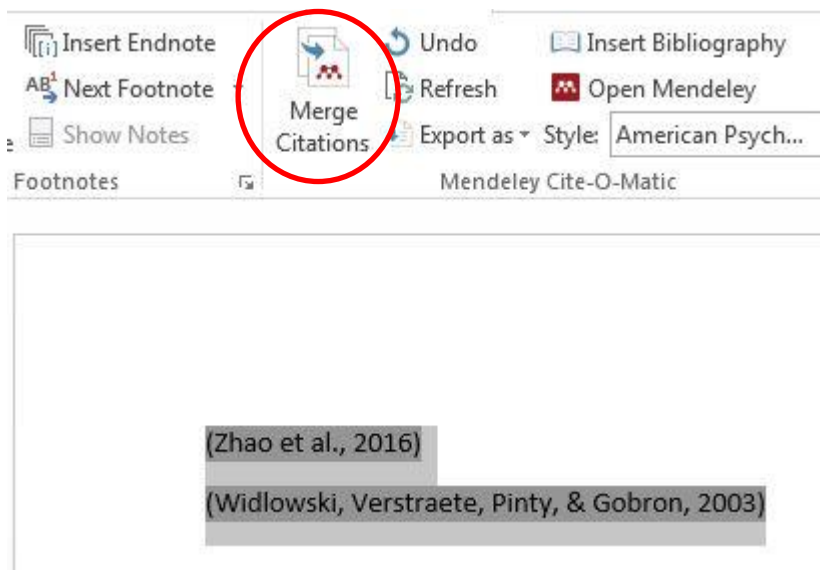 Insert Endnote
Next Footnote
Show Notes
Footnotes
Merge
Citations
Undo
Refresh
Export as
Insert Bibliography
Open Mendeley
Style: American Psych...
Mendeley Cite-O-Matic
(Zhao et al., 2016)
(Widlowski, Verstraete, Pinty, & Gobron, 2003)